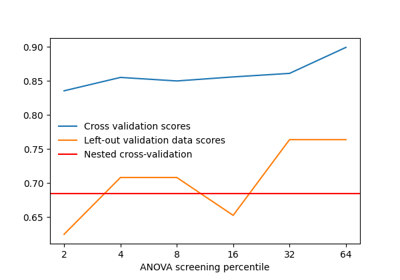 0.90
0.85
0.80
0.75
0.70
0.65
Cross validation scores
Left-out validation data scores
Nested cross-validation
2 4 8 16 32 64
ANOVA screening percentile